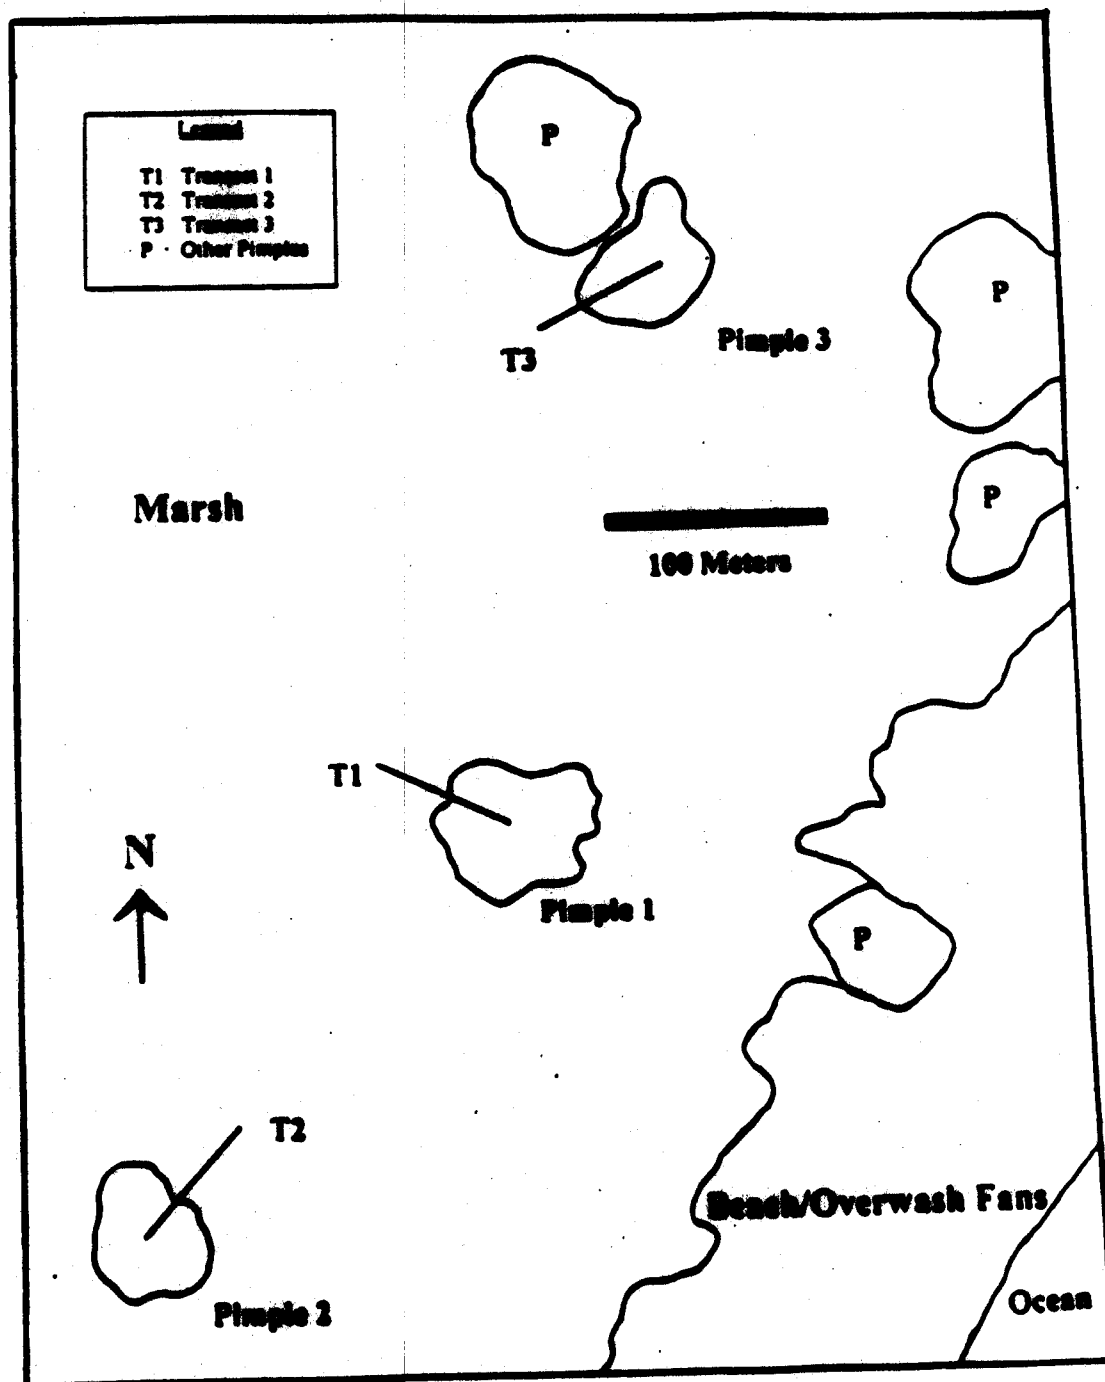 Legend
T1 Transect 1
T2 Transect 2
T3 Transect 3
P · Other Pimples
P
P
T3
Pimple 3
P
Marsh
100 Meters
T1
N
Pimple 1
P
T2
Beach/Overwash Fans
Pimple 2
Ocean